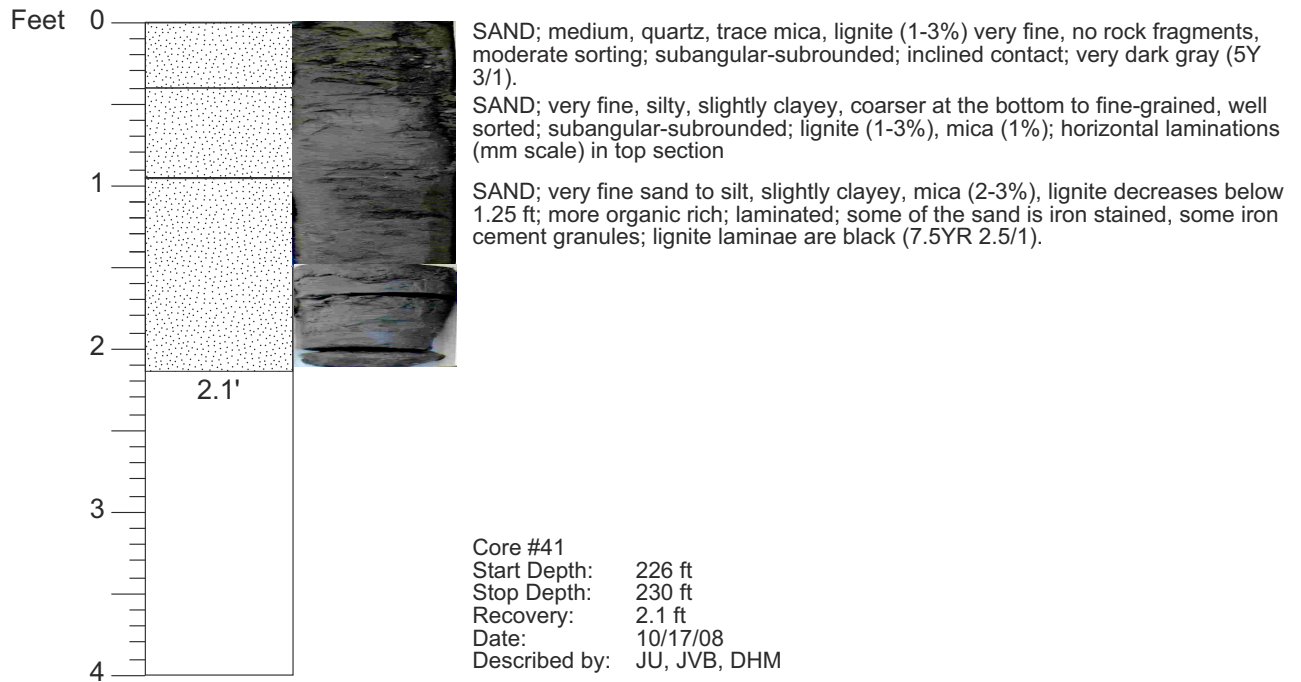 Feet 0
SAND; medium, quartz, trace mica, lignite (1-3%) very fine, no rock fragments,
moderate sorting; subangular-subrounded; inclined contact; very dark gray (5Y
3/1).
SAND; very fine, silty, slightly clayey, coarser at the bottom to fine-grained, well
sorted; subangular-subrounded; lignite (1-3%), mica (1%); horizontal laminations
(mm scale) in top section
1
SAND; very fine sand to silt, slightly clayey, mica (2-3%), lignite decreases below
1.25 ft; more organic rich; laminated; some of the sand is iron stained, some iron
cement granules; lignite laminae are black (7.5YR 2.5/1).
2
2.1'
3
Core #41
Start Depth: 226 ft
Stop Depth: 230 ft
Recovery: 2.1 ft
Date: 10/17/08
Described by: JU, JVB, DHM
4